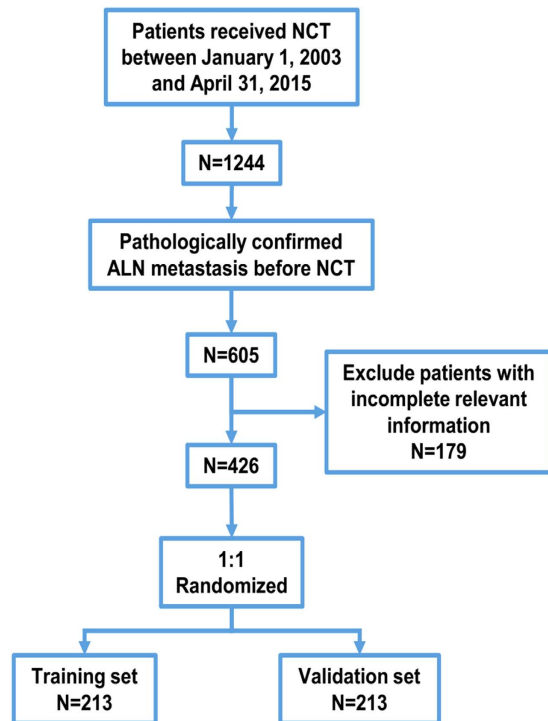 Patients received NCT
between January 1, 2003
and April 31, 2015
N=1244
Pathologically confirmed
ALN metastasis before NCT
N=605
Exclude patients with
incomplete relevant
information
N=179
N=426
1:1
Randomized
Training set
N=213
Validation set
N=213